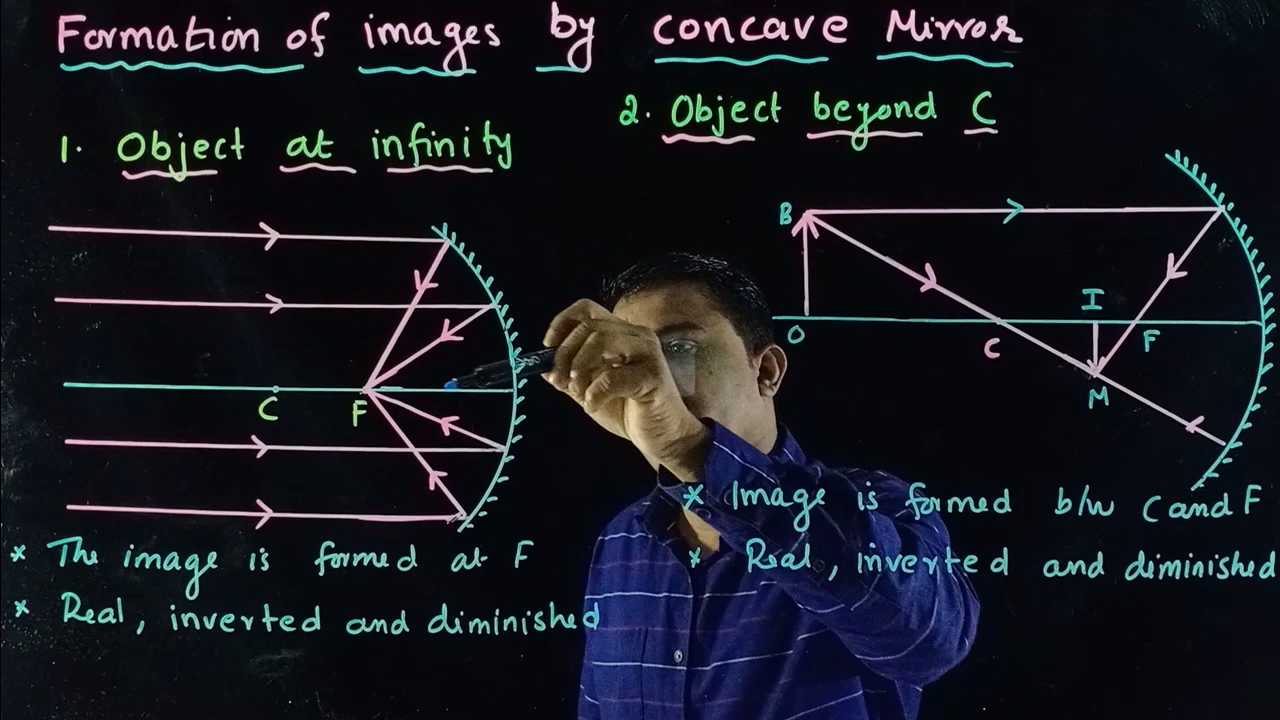 Formation of images by concave Mirror
1. Object at infinity
C F
* The image is formed at F
* Real, inverted and diminished
2. Object beyond C
B
O C I F
M
* Image is formed b/w C and F
* Real, inverted and diminished